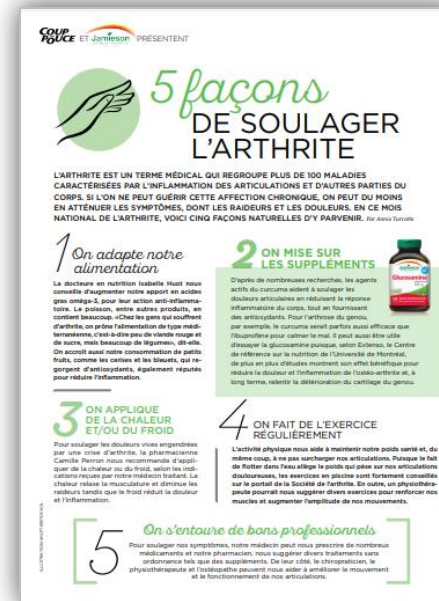 COUP DE POUCE ET Jamieson PRÉSENTENT
5 façons
DE SOULAGER
L'ARTHRITE
L'ARTHRITE EST UN TERME MÉDICAL QUI REGROUPE PLUS DE 100 MALADIES
CARACTÉRISÉES PAR L'INFLAMMATION DES ARTICULATIONS ET D'AUTRES PARTIES DU
CORPS. SI L'ON NE PEUT GUÉRIR CETTE AFFECTION CHRONIQUE, ON PEUT DU MOINS
EN ATTÉNUER LES SYMPTÔMES, DONT LES RAIDEURS ET LES DOULEURS. EN CE MOIS
NATIONAL DE L'ARTHRITE, VOICI CINQ FAÇONS NATURELLES D'Y PARVENIR. Par Annie Turcotte
1 On adapte notre
alimentation
La docteure en nutrition Isabelle Huot nous
conseille d'augmenter notre apport en acides
gras oméga-3, pour leur action anti-inflamma-
toire. Le poisson, entre autres produits, en
contient beaucoup. «Chez les gens qui souffrent
d'arthrite, on prône l'alimentation de type médi-
terranéenne, c'est-à-dire peu de viande rouge et
de sucre, mais beaucoup de légumes», dit-elle.
On accroît aussi notre consommation de petits
fruits, comme les cerises et les bleuets, qui re-
gorgent d'antioxydants, également réputés
pour réduire l'inflammation.
2 ON MISE SUR
LES SUPPLÉMENTS
D'après de nombreuses recherches, les agents
actifs du curcuma aident à soulager les
douleurs articulaires en réduisant la réponse
inflammatoire du corps, tout en fournissant
des antioxydants. Pour l'arthrose du genou,
par exemple, le curcuma serait parfois aussi efficace que
l'ibuprofène pour calmer le mal. Il peut aussi être utile
d'essayer la glucosamine puisque, selon Extenso, le Centre
de référence sur la nutrition de l'Université de Montréal,
de plus en plus d'études montrent son effet bénéfique pour
réduire la douleur et l'inflammation de l'ostéo-arthrite et, à
long terme, ralentir la détérioration du cartilage du genou.
Jamieson
Glucosamine
3 ON APPLIQUE
DE LA CHALEUR
ET/OU DU FROID
Pour soulager les douleurs vives engendrées
par une crise d'arthrite, la pharmacienne
Camille Perron nous recommande d'appli-
quer de la chaleur ou du froid, selon les indi-
cations reçues par notre médecin traitant. La
chaleur relaxe la musculature et diminue les
raideurs tandis que le froid réduit la douleur
et l'inflammation.
4 ON FAIT DE L'EXERCICE
RÉGULIÈREMENT
L'activité physique nous aide à maintenir notre poids santé et, du
même coup, à ne pas surcharger nos articulations. Puisque le fait
de flotter dans l'eau allège le poids qui pèse sur nos articulations
douloureuses, les exercices en piscine sont fortement conseillés
sur le portail de la Société de l'arthrite. En outre, un physiothéra-
peute pourrait nous suggérer divers exercices pour renforcer nos
muscles et augmenter l'amplitude de nos mouvements.
5 On s'entoure de bons professionnels
Pour soulager nos symptômes, notre médecin peut nous prescrire de nombreux
médicaments et notre pharmacien, nous suggérer divers traitements sans
ordonnance tels que des suppléments. De leur côté, le chiropraticien, le
physiothérapeute et l'ostéopathe peuvent nous aider à améliorer le mouvement
et le fonctionnement de nos articulations.